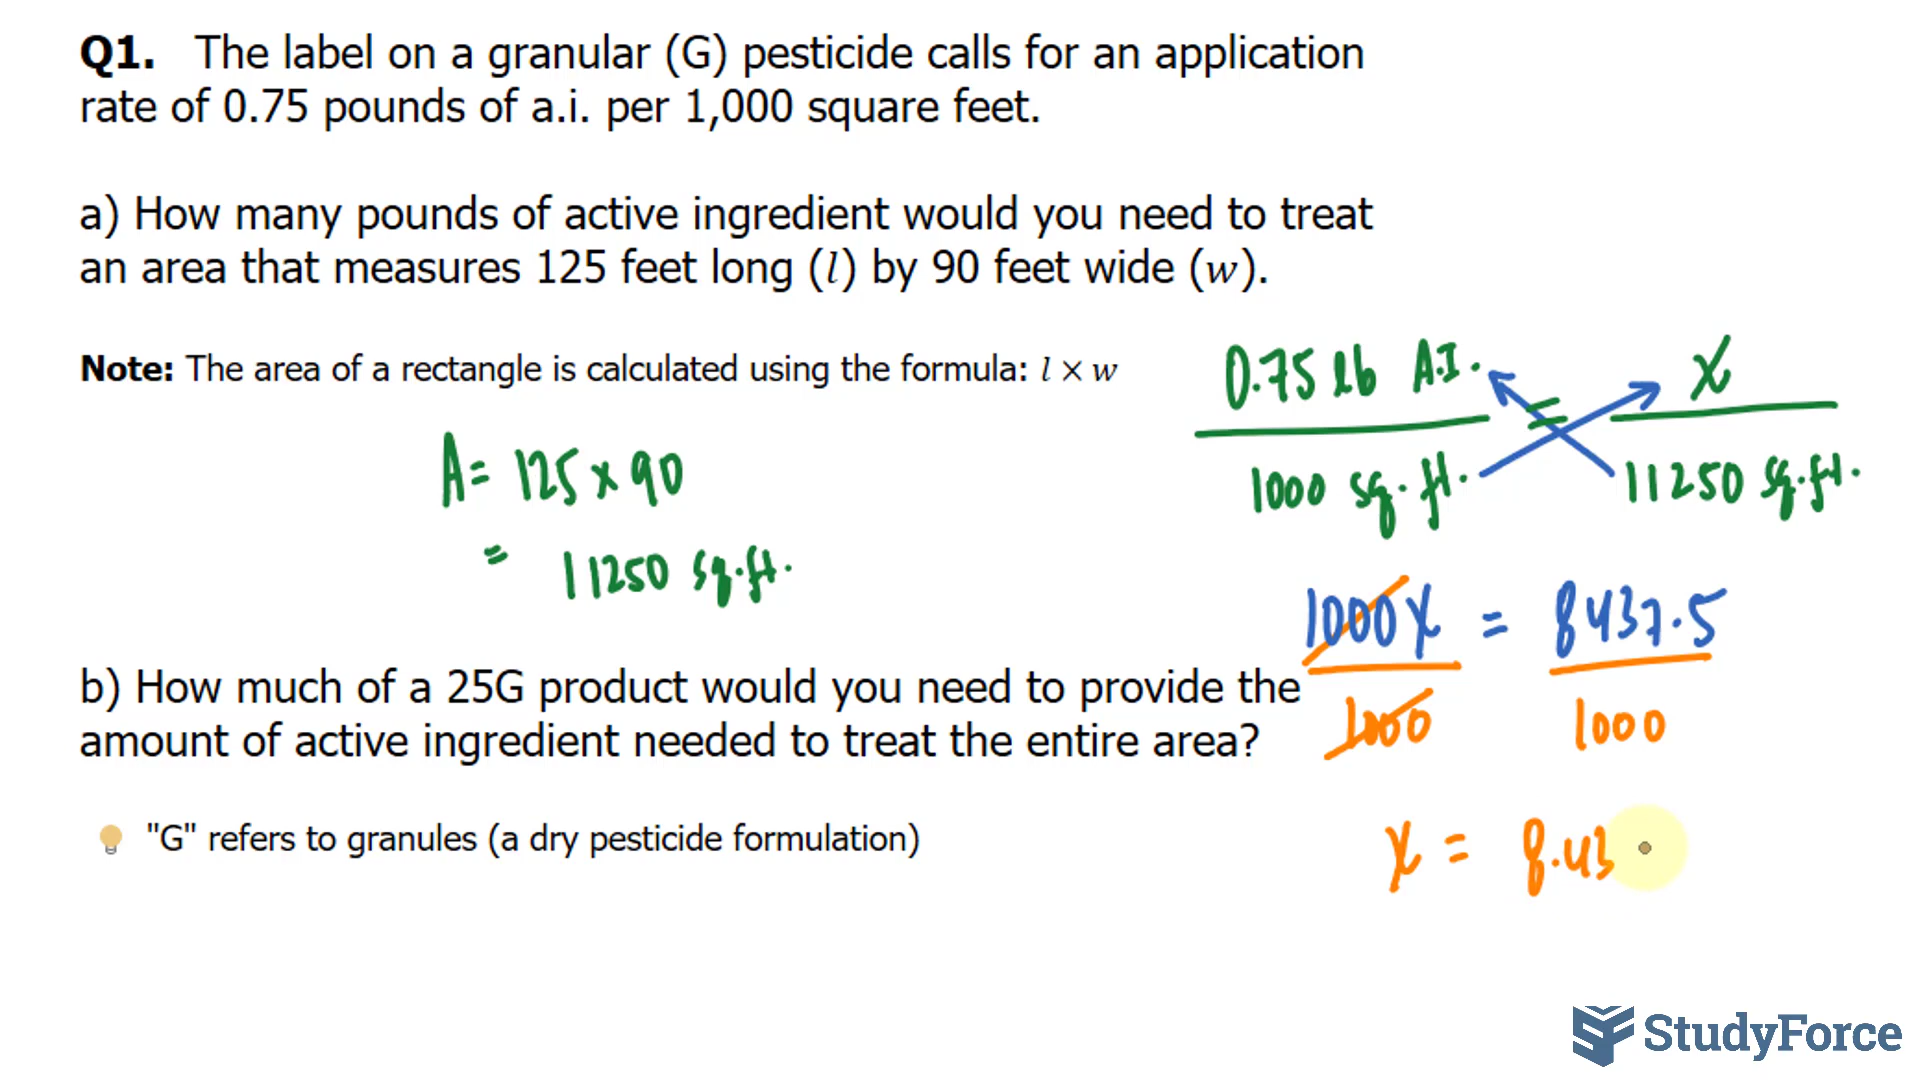 Q1. The label on a granular (G) pesticide calls for an application
rate of 0.75 pounds of a.i. per 1,000 square feet.
a) How many pounds of active ingredient would you need to treat
an area that measures 125 feet long (l) by 90 feet wide (w).
Note: The area of a rectangle is calculated using the formula: l × w
A = 125 × 90
= 11250 sq.ft.
0.75 lb A.I. = x
1000 sq.ft. 11250 sq.ft.
1000x = 8437.5
1000 1000
x = 8.43
b) How much of a 25G product would you need to provide the
amount of active ingredient needed to treat the entire area?
"G" refers to granules (a dry pesticide formulation)
StudyForce